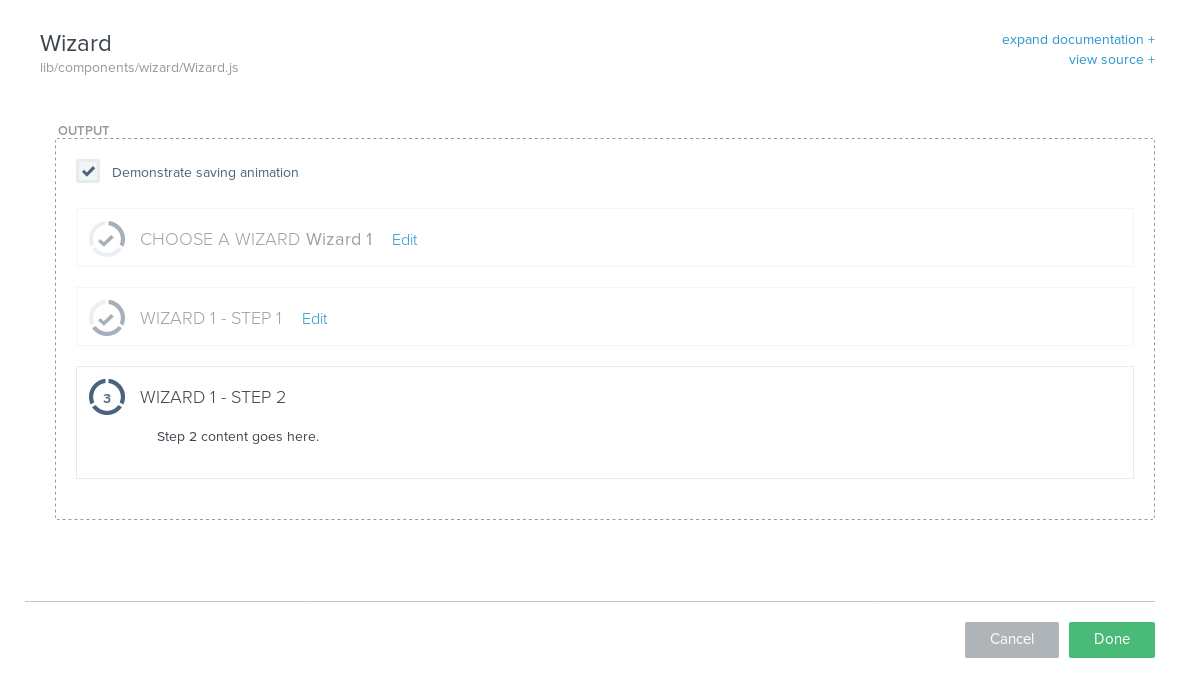 Wizard
lib/components/wizard/Wizard.js
expand documentation +
view source +
OUTPUT
Demonstrate saving animation
CHOOSE A WIZARD Wizard 1 Edit
WIZARD 1 - STEP 1 Edit
3 WIZARD 1 - STEP 2
Step 2 content goes here.
Cancel Done